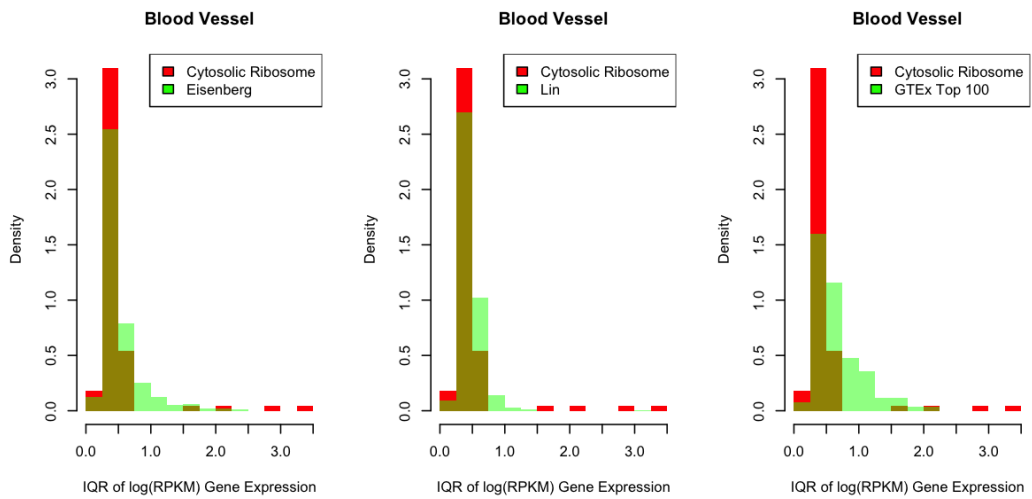 Blood Vessel
Cytosolic Ribosome
Eisenberg
Density
0.0 0.5 1.0 1.5 2.0 2.5 3.0
0.0 1.0 2.0 3.0
IQR of log(RPKM) Gene Expression
Blood Vessel
Cytosolic Ribosome
Lin
Density
0.0 0.5 1.0 1.5 2.0 2.5 3.0
0.0 1.0 2.0 3.0
IQR of log(RPKM) Gene Expression
Blood Vessel
Cytosolic Ribosome
GTEx Top 100
Density
0.0 0.5 1.0 1.5 2.0 2.5 3.0
0.0 1.0 2.0 3.0
IQR of log(RPKM) Gene Expression